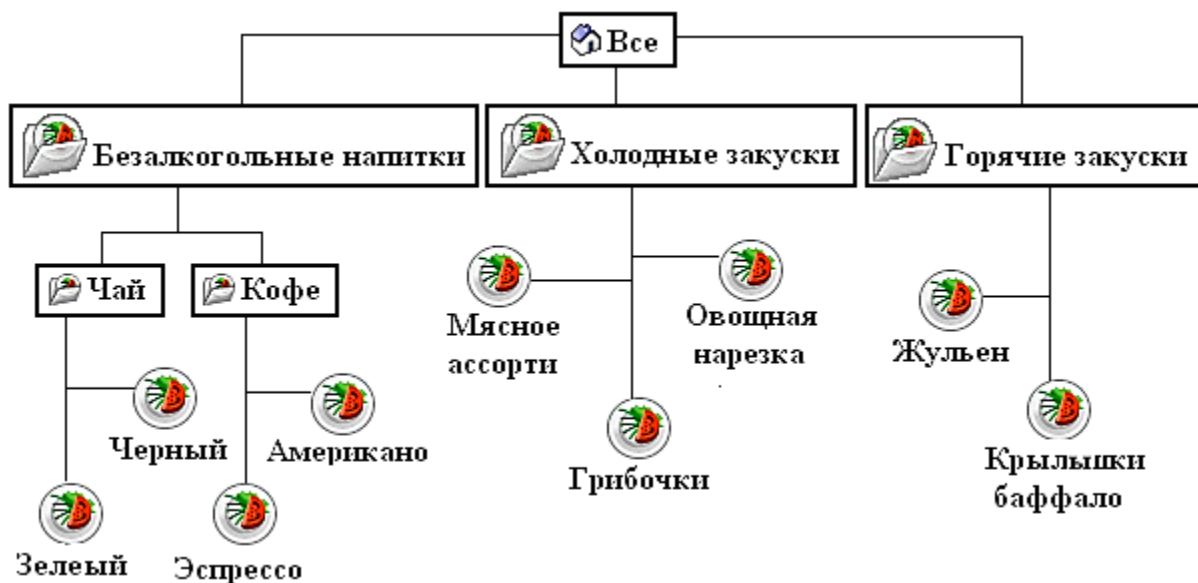 Все
Безалкогольные напитки
Холодные закуски
Горячие закуски
Чай
Кофе
Мясное
ассорти
Овощная
нарезка
Жульен
Черный
Американо
Грибочки
Крылышки
баффало
Зелеый
Эспрессо